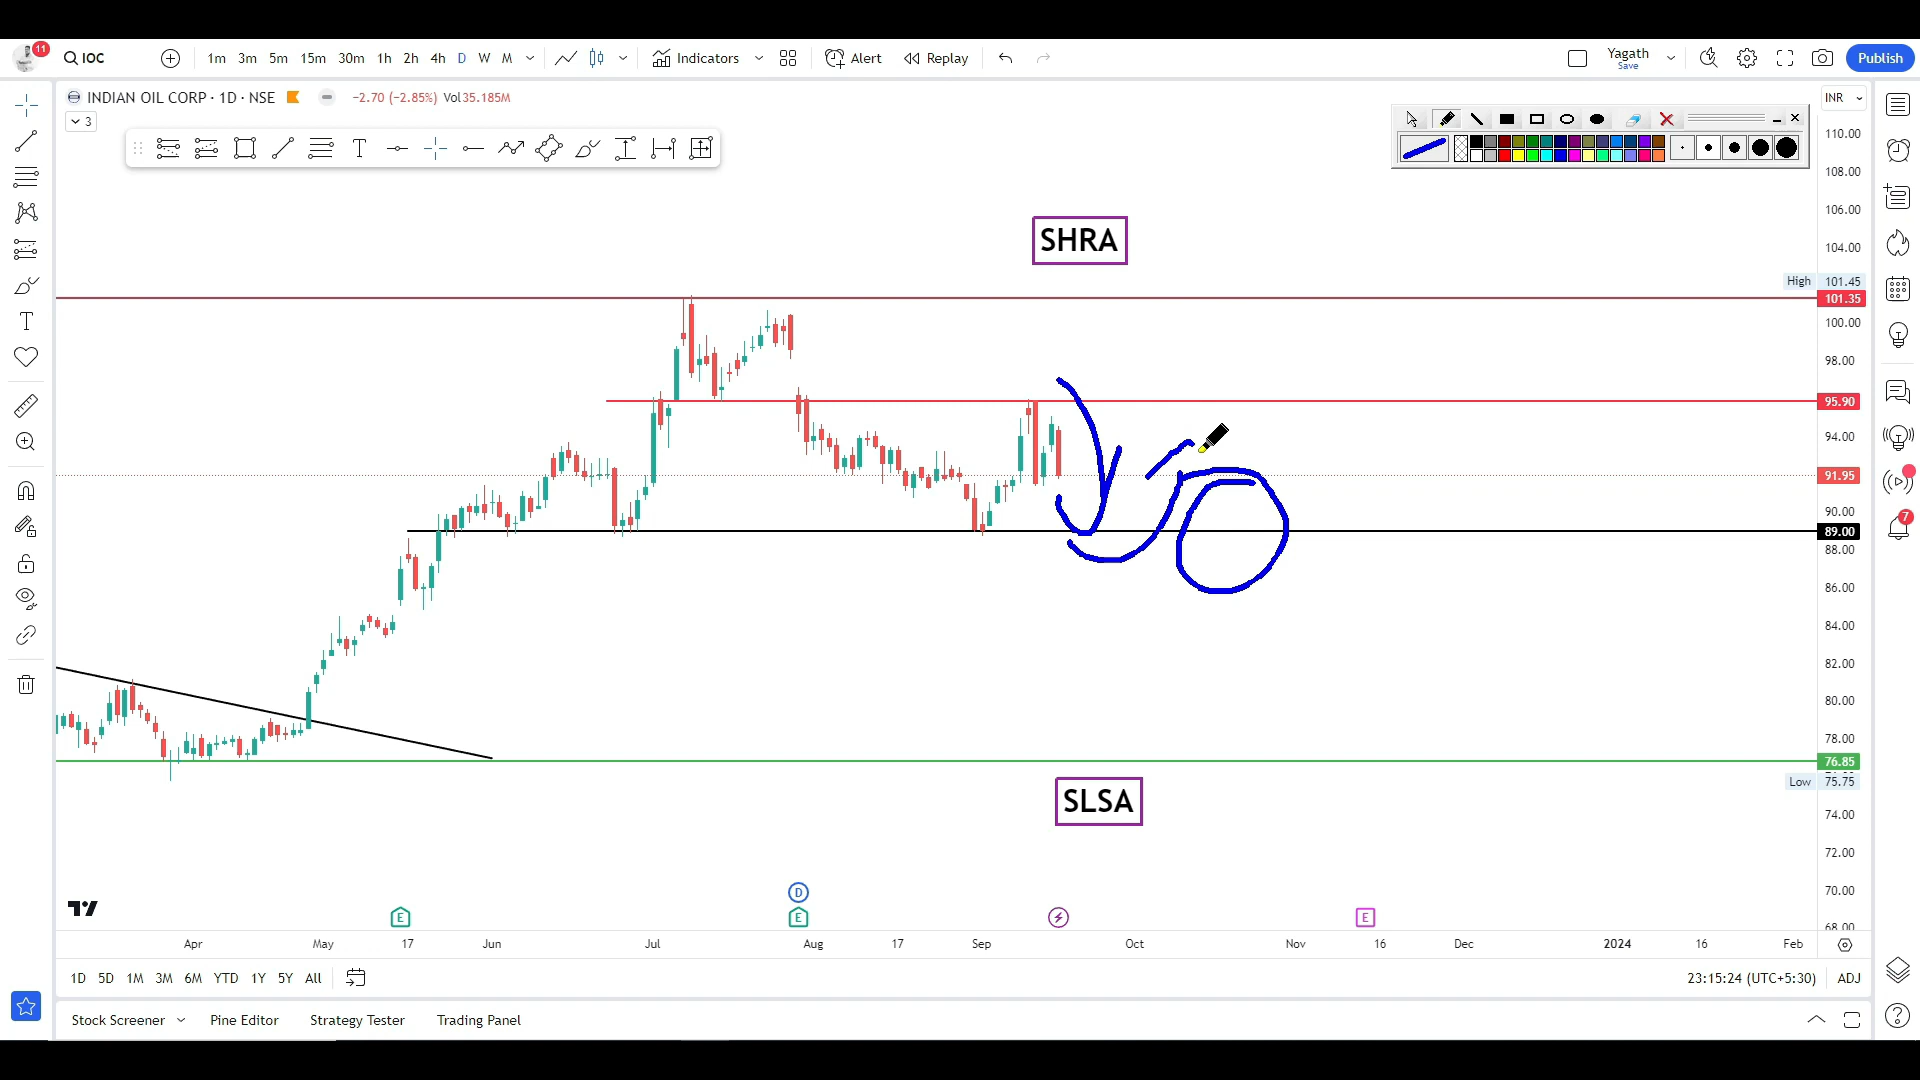 11
IOC
1m 3m 5m 15m 30m 1h 2h 4h D W M
Indicators
Alert
Replay
Yagath
Save
Publish
INDIAN OIL CORP · 1D · NSE
−2.70 (−2.85%) Vol35.185M
INR
3
T
T
110.00
108.00
106.00
104.00
SHRA
High 101.45
101.35
100.00
98.00
95.90
94.00
91.95
90.00
89.00
88.00
86.00
84.00
82.00
80.00
78.00
76.85
Low 75.75
SLSA
74.00
72.00
70.00
68.00
7
D
E
E
E
Apr May 17 Jun Jul Aug 17 Sep Oct Nov 16 Dec 2024 16 Feb
1D 5D 1M 3M 6M YTD 1Y 5Y All
23:15:24 (UTC+5:30) ADJ
Stock Screener Pine Editor Strategy Tester Trading Panel